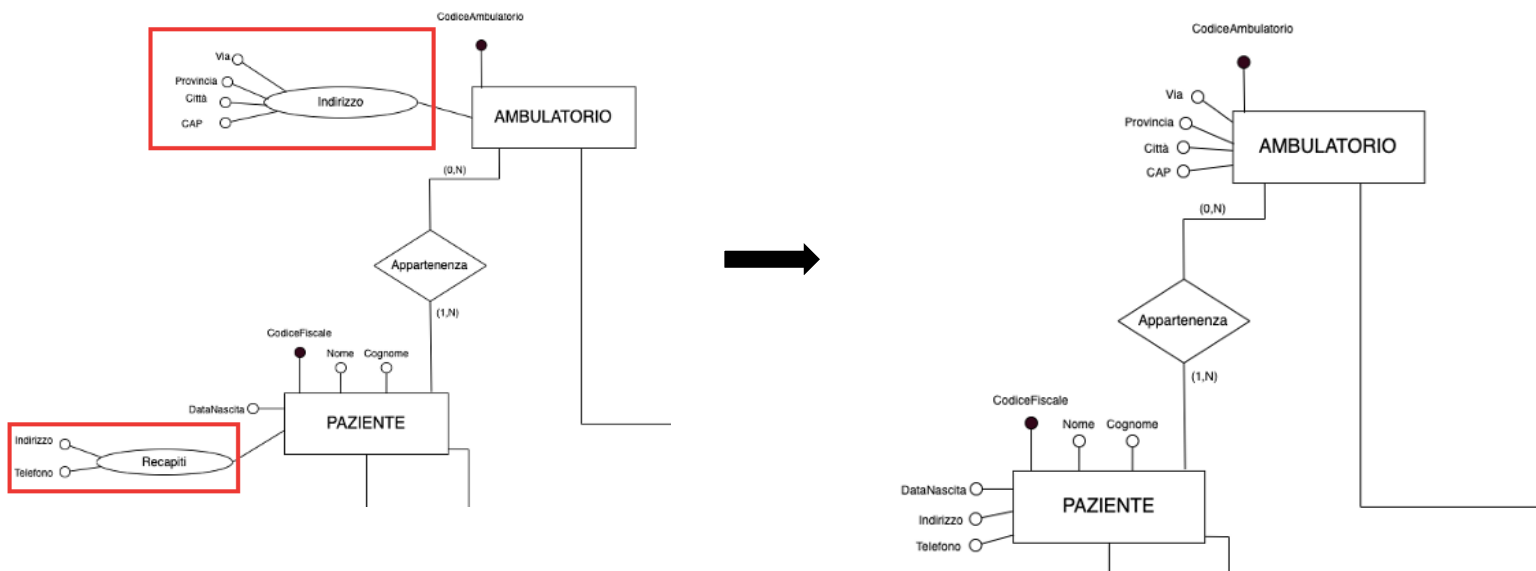 CodiceAmbulatorio
Via
Provincia
Città
CAP
Indirizzo
AMBULATORIO
(0,N)
Appartenenza
(1,N)
CodiceFiscale
Nome
Cognome
DataNascita
PAZIENTE
Indirizzo
Telefono
Recapiti
CodiceAmbulatorio
Via
Provincia
Città
CAP
AMBULATORIO
(0,N)
Appartenenza
(1,N)
CodiceFiscale
Nome
Cognome
DataNascita
Indirizzo
Telefono
PAZIENTE